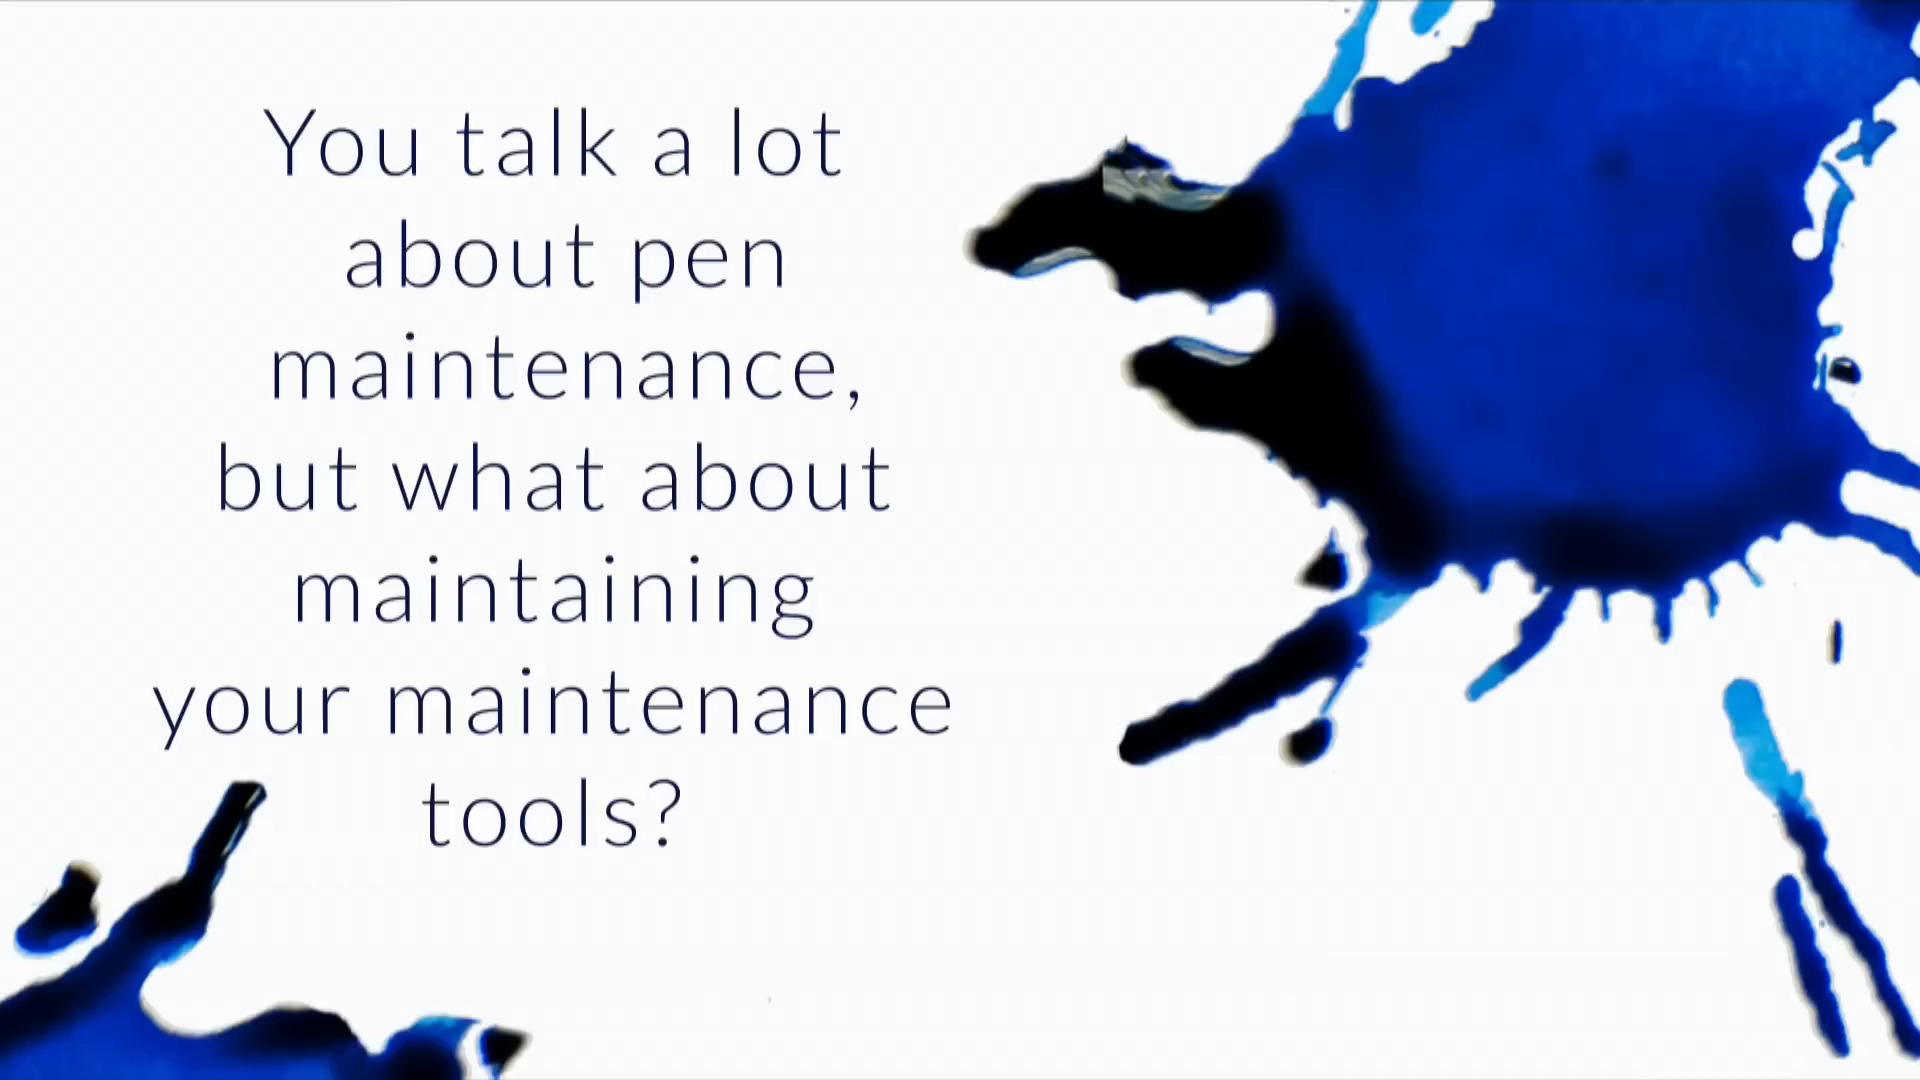 You talk a lot
about pen
maintenance,
but what about
maintaining
your maintenance
tools?